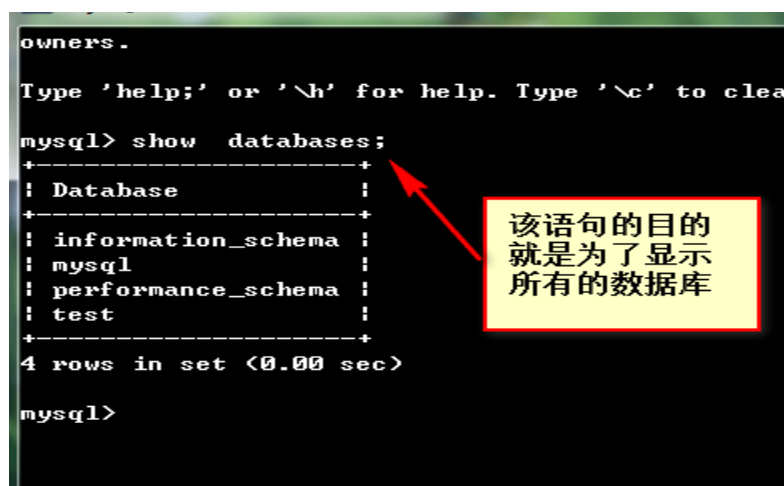 owners.
Type 'help;' or '\h' for help. Type '\c' to clea
mysql> show  databases;
+--------------------+
| Database           |
+--------------------+
| information_schema |
| mysql              |
| performance_schema |
| test               |
+--------------------+
4 rows in set (0.00 sec)
mysql>
该语句的目的
就是为了显示
所有的数据库